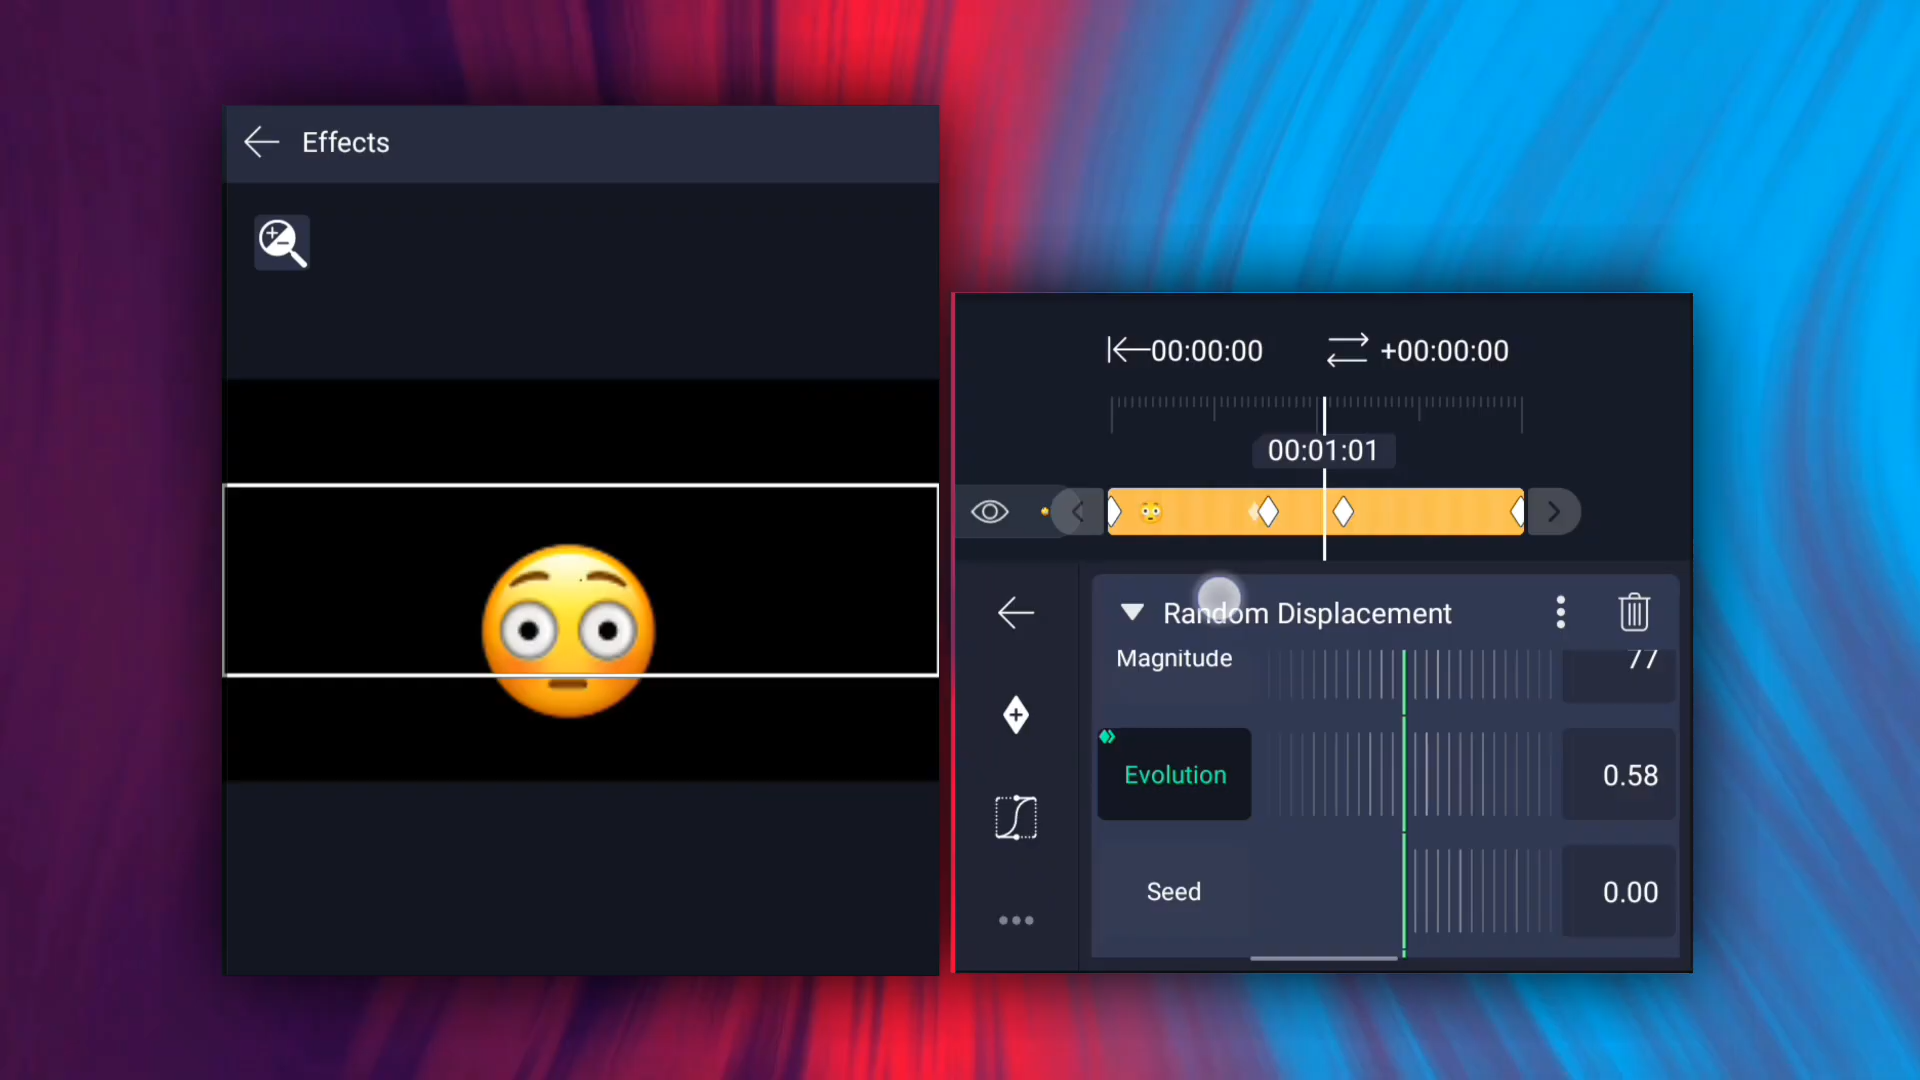 Effects
00:00:00
+00:00:00
00:01:01
Random Displacement
Magnitude
77
Evolution
0.58
Seed
0.00